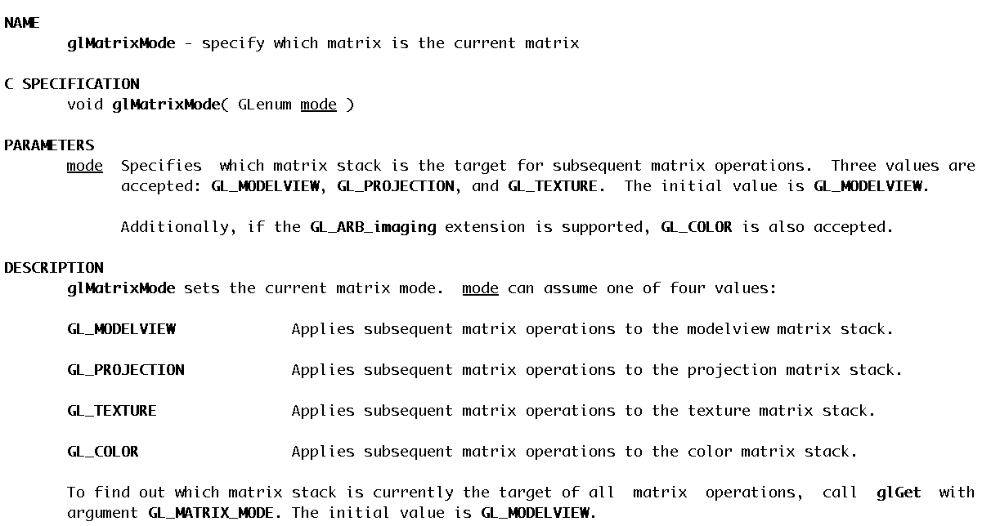 NAME
glMatrixMode - specify which matrix is the current matrix
C SPECIFICATION
void glMatrixMode( GLenum mode )
PARAMETERS
mode  Specifies  which matrix stack is the target for subsequent matrix operations.  Three values are
accepted: GL_MODELVIEW, GL_PROJECTION, and GL_TEXTURE.  The initial value is GL_MODELVIEW.
Additionally, if the GL_ARB_imaging extension is supported, GL_COLOR is also accepted.
DESCRIPTION
glMatrixMode sets the current matrix mode.  mode can assume one of four values:
GL_MODELVIEW             Applies subsequent matrix operations to the modelview matrix stack.
GL_PROJECTION            Applies subsequent matrix operations to the projection matrix stack.
GL_TEXTURE               Applies subsequent matrix operations to the texture matrix stack.
GL_COLOR                 Applies subsequent matrix operations to the color matrix stack.
To find out which matrix stack is currently the target of all  matrix  operations,  call  glGet  with
argument GL_MATRIX_MODE. The initial value is GL_MODELVIEW.